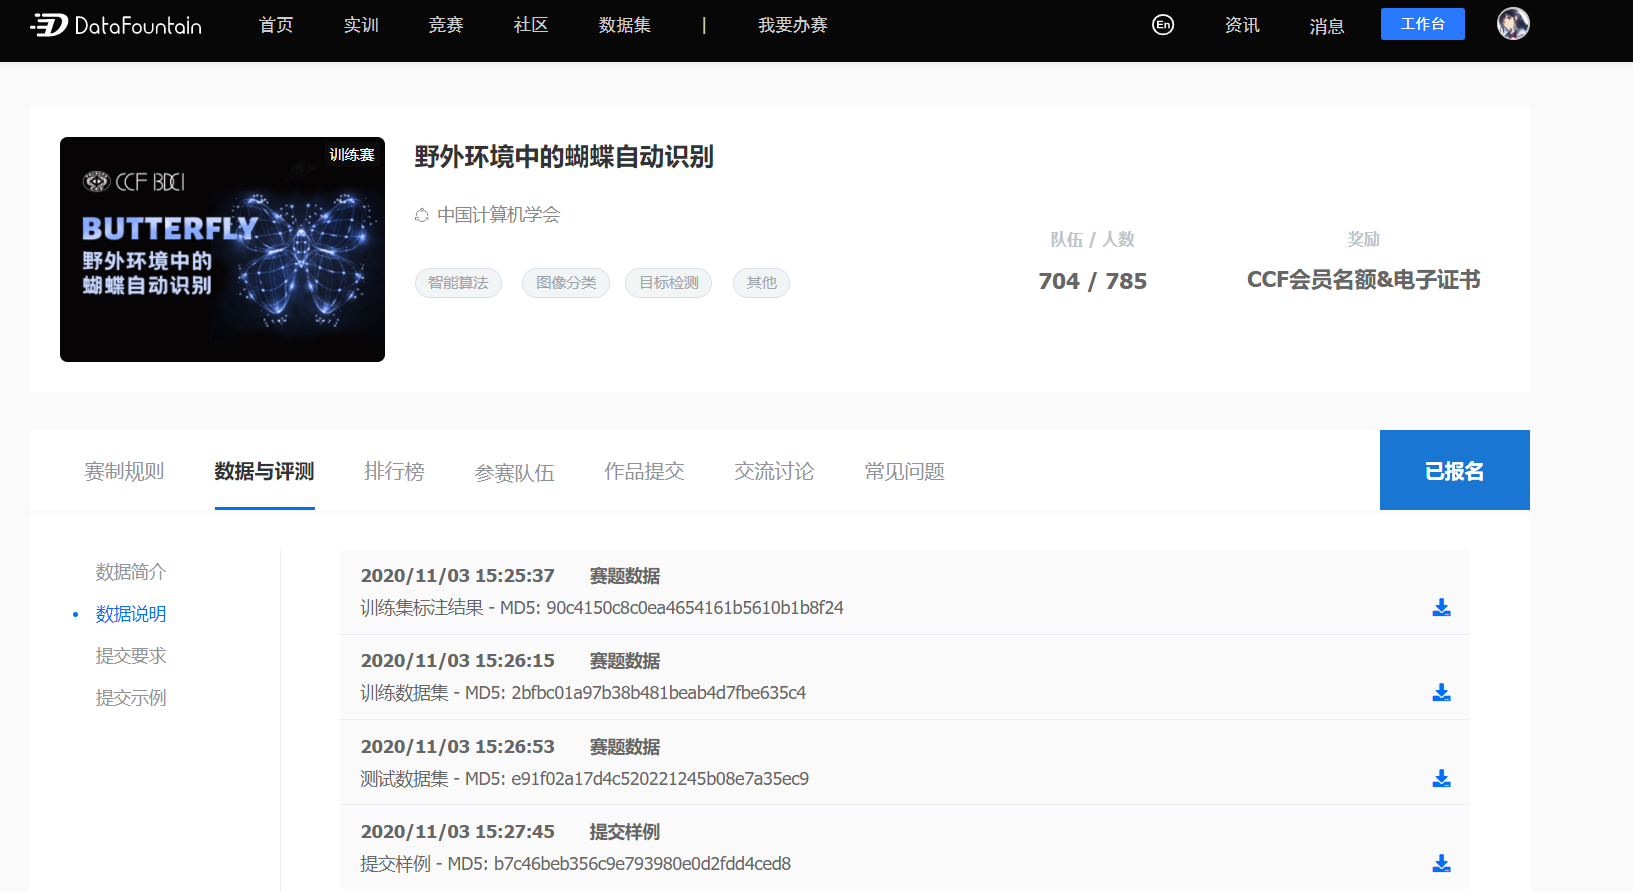 DataFountain 首页 实训 竞赛 社区 数据集 | 我要办赛 En 资讯 消息 工作台
训练赛
CCF BDCI
BUTTERFLY
野外环境中的
蝴蝶自动识别
野外环境中的蝴蝶自动识别
中国计算机学会
智能算法 图像分类 目标检测 其他
队伍 / 人数
704 / 785
奖励
CCF会员名额&电子证书
赛制规则 数据与评测 排行榜 参赛队伍 作品提交 交流讨论 常见问题 已报名
数据简介
数据说明
提交要求
提交示例
2020/11/03 15:25:37 赛题数据
训练集标注结果 - MD5: 90c4150c8c0ea4654161b5610b1b8f24
2020/11/03 15:26:15 赛题数据
训练数据集 - MD5: 2bfbc01a97b38b481beab4d7fbe635c4
2020/11/03 15:26:53 赛题数据
测试数据集 - MD5: e91f02a17d4c520221245b08e7a35ec9
2020/11/03 15:27:45 提交样例
提交样例 - MD5: b7c46beb356c9e793980e0d2fdd4ced8